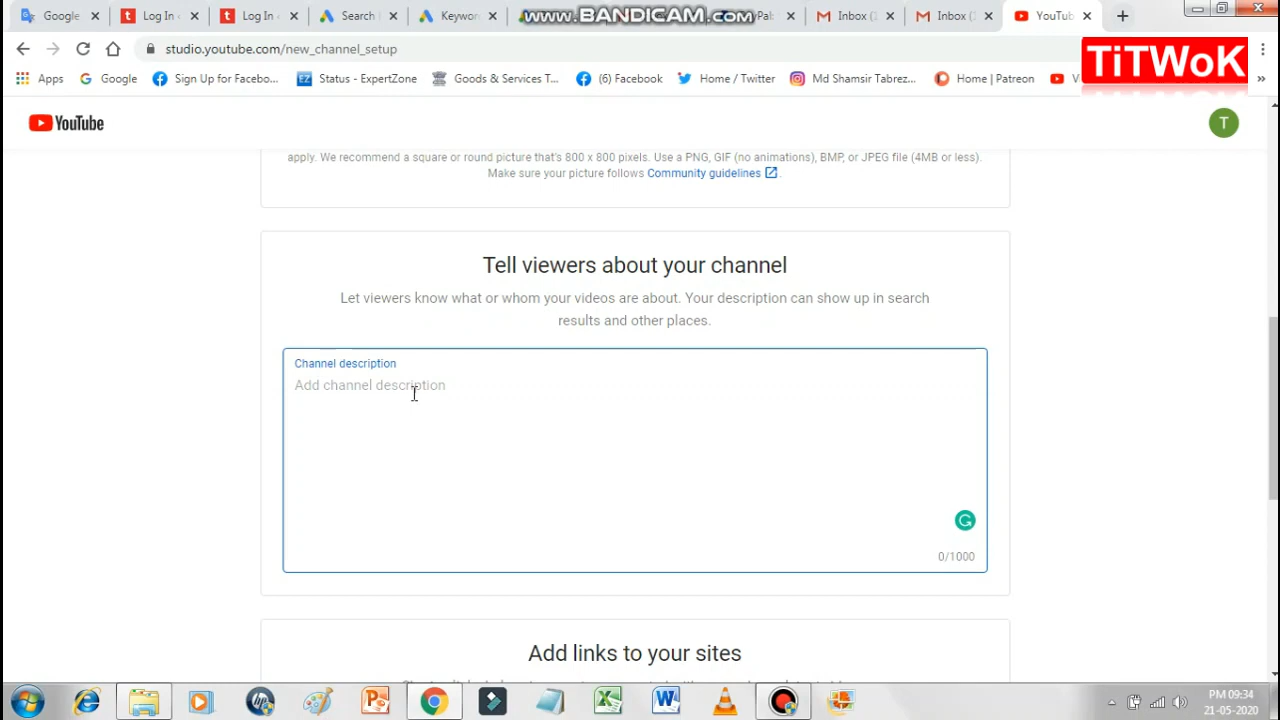 Google
Log In
Log In
Search
Keywor
Inbox (1
Inbox (
YouTub
www.BANDICAM.com
studio.youtube.com/new_channel_setup
TiTWoK
Apps
Google
Sign Up for Facebo...
Status - ExpertZone
Goods & Services T...
(6) Facebook
Home / Twitter
Md Shamsir Tabrez...
Home | Patreon
YouTube
T
apply. We recommend a square or round picture that's 800 x 800 pixels. Use a PNG, GIF (no animations), BMP, or JPEG file (4MB or less).
Make sure your picture follows Community guidelines .
Tell viewers about your channel
Let viewers know what or whom your videos are about. Your description can show up in search
results and other places.
Channel description
Add channel description
0/1000
Add links to your sites
PM 09:34
21-05-2020